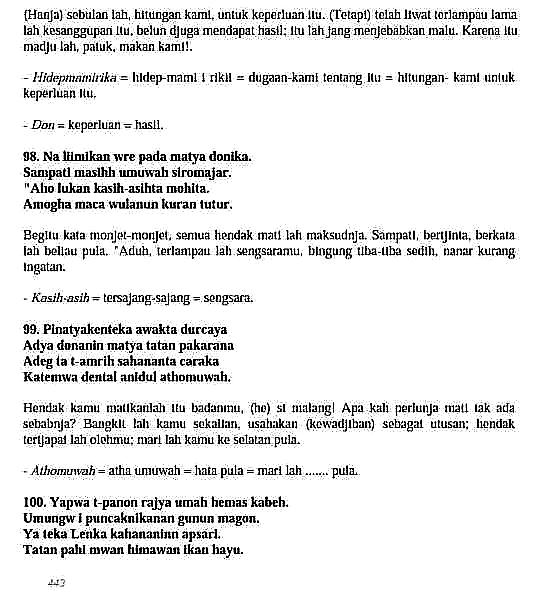 (Hanja) sebulan lah, hitungan kami, untuk keperluan itu. (Tetapi) telah liwat terlampau lama
lah kesanggupan itu, belun djuga mendapat hasil; itu lah jang menjebabkan malu. Karena itu
madju lah, patuk, makan kami!.
- Hidepmamirika = hidep-mami i rikil = dugaan-kami tentang itu = hitungan- kami untuk
keperluan itu.
- Don = keperluan = hasil.
98. Na liimikan wre pada matya donika.
Sampati masihh umuwah siromajar.
"Aho lukan kasih-asihta mohita.
Amogha maca wulanun kuran tutur.
Begitu kata monjet-monjet, semua hendak mati lah maksudnja. Sampati, bertjinta, berkata
lah beliau pula. "Aduh, terlampau lah sengsaramu, bingung tiba-tiba sedih, nanar kurang
ingatan.
- Kasih-asih = tersajang-sajang = sengsara.
99. Pinatyakenteka awakta durcaya
Adya donanin matya tatan pakarana
Adeg ta t-amrih sahananta caraka
Katemwa dental anidul athomuwah.
Hendak kamu matikanlah itu badanmu, (he) si malang! Apa kah perlunja mati tak ada
sebabnja? Bangkit lah kamu sekalian, usahakan (kewadjiban) sebagai utusan; hendak
tertjapai lah olehmu; mari lah kamu ke selatan pula.
- Athomuwah = atha umuwah = hata pula = mari lah ....... pula.
100. Yapwa t-panon rajya umah hemas kabeh.
Umungw i puncaknikanan gunun magon.
Ya teka Lenka kahananinn apsari.
Tatan pahi mwan himawan ikan hayu.
443